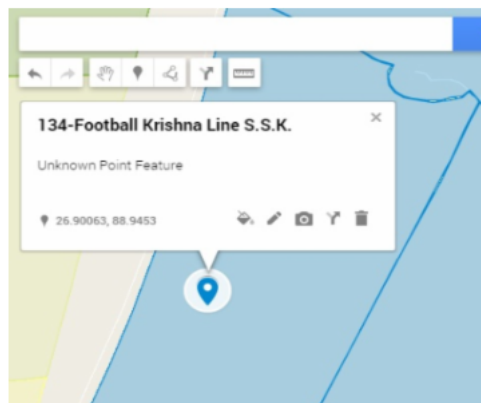 134-Football Krishna Line S.S.K.
Unknown Point Feature
26.90063, 88.9453